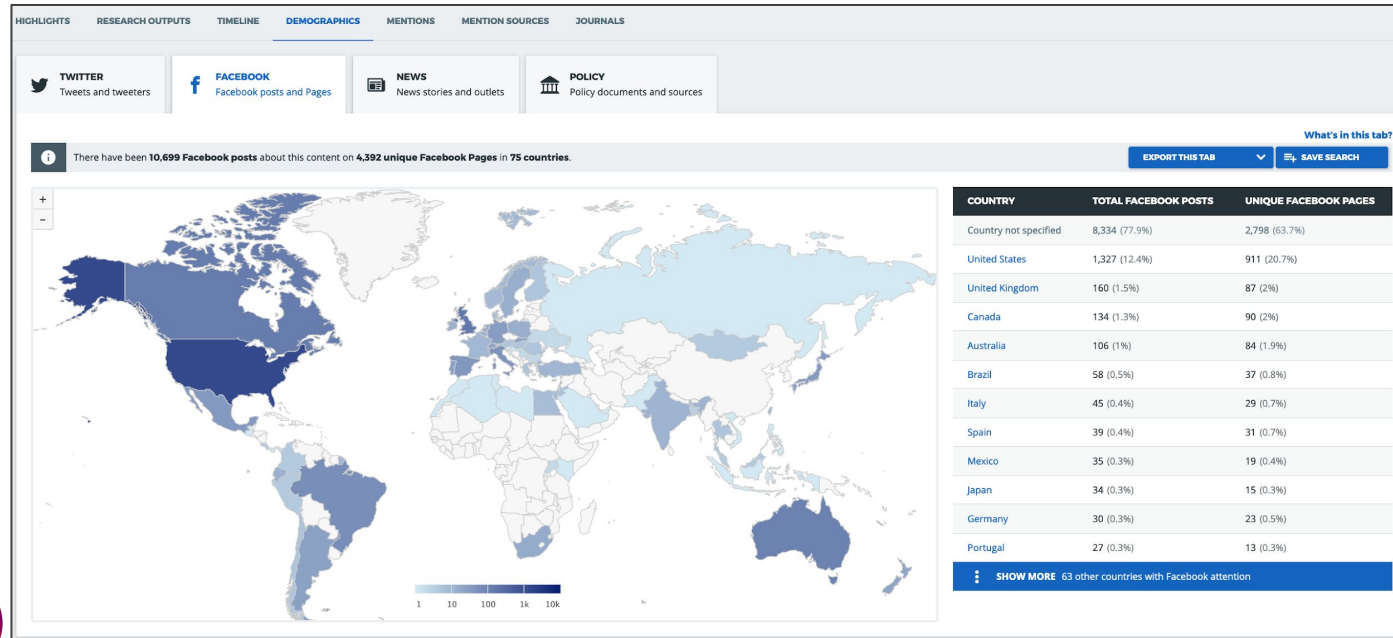 HIGHLIGHTS RESEARCH OUTPUTS TIMELINE DEMOGRAPHICS MENTIONS MENTION SOURCES JOURNALS
TWITTER
Tweets and tweeters
FACEBOOK
Facebook posts and Pages
NEWS
News stories and outlets
POLICY
Policy documents and sources
What's in this tab?
There have been 10,699 Facebook posts about this content on 4,392 unique Facebook Pages in 75 countries.
EXPORT THIS TAB
SAVE SEARCH
+
−
1 10 100 1k 10k
COUNTRY TOTAL FACEBOOK POSTS UNIQUE FACEBOOK PAGES
Country not specified 8,334 (77.9%) 2,798 (63.7%)
United States 1,327 (12.4%) 911 (20.7%)
United Kingdom 160 (1.5%) 87 (2%)
Canada 134 (1.3%) 90 (2%)
Australia 106 (1%) 84 (1.9%)
Brazil 58 (0.5%) 37 (0.8%)
Italy 45 (0.4%) 29 (0.7%)
Spain 39 (0.4%) 31 (0.7%)
Mexico 35 (0.3%) 19 (0.4%)
Japan 34 (0.3%) 15 (0.3%)
Germany 30 (0.3%) 23 (0.5%)
Portugal 27 (0.3%) 13 (0.3%)
SHOW MORE 63 other countries with Facebook attention